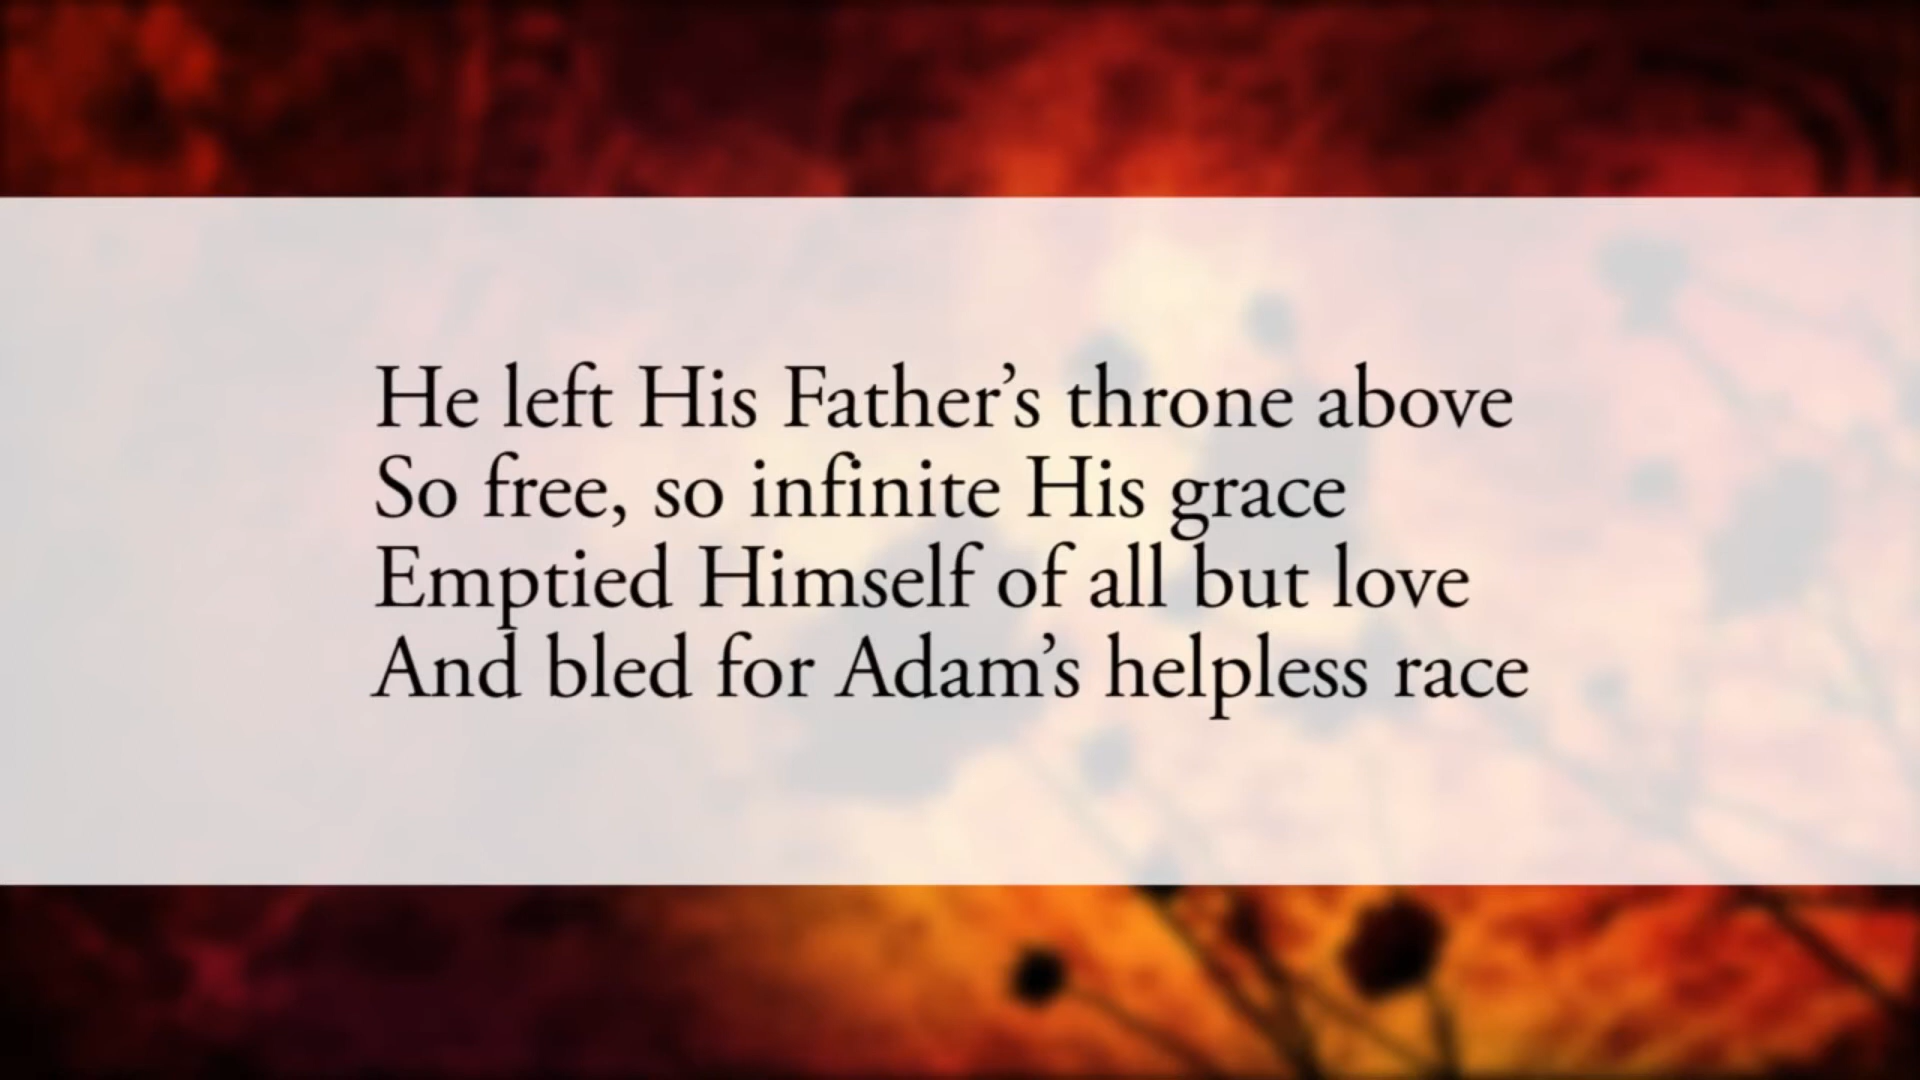 He left His Father’s throne above
So free, so infinite His grace
Emptied Himself of all but love
And bled for Adam’s helpless race